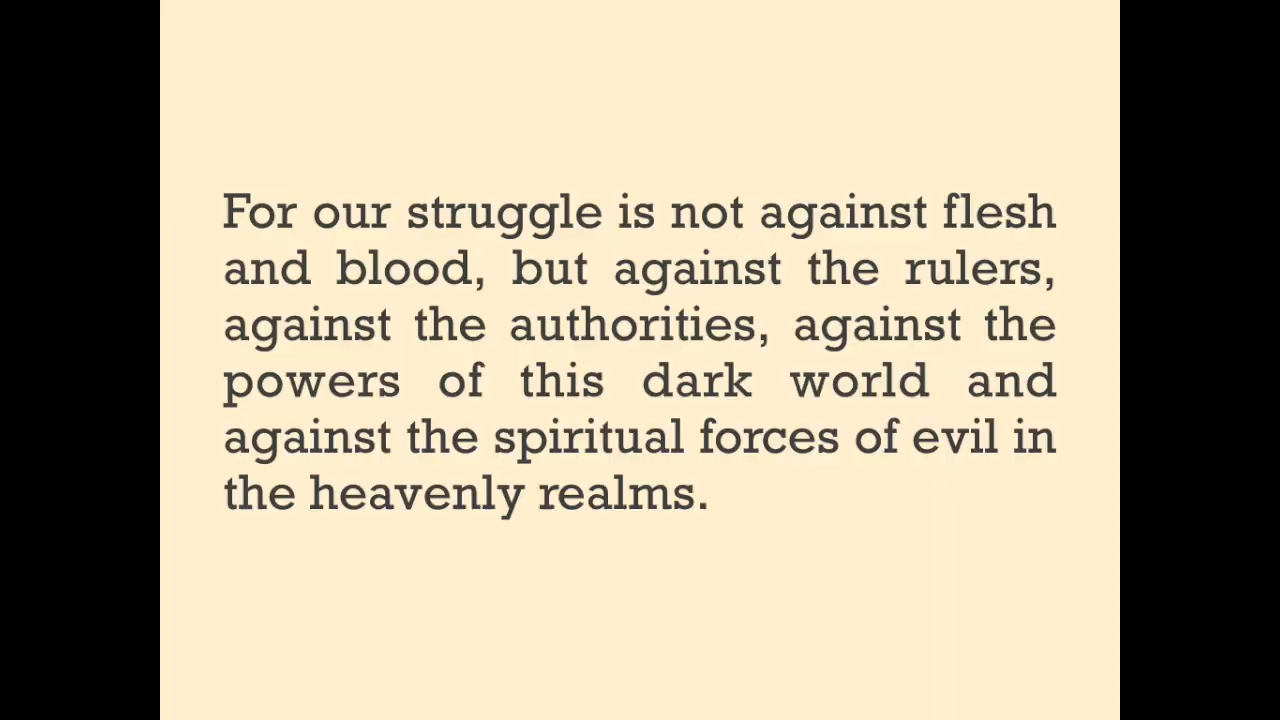 For our struggle is not against flesh
and blood, but against the rulers,
against the authorities, against the
powers of this dark world and
against the spiritual forces of evil in
the heavenly realms.